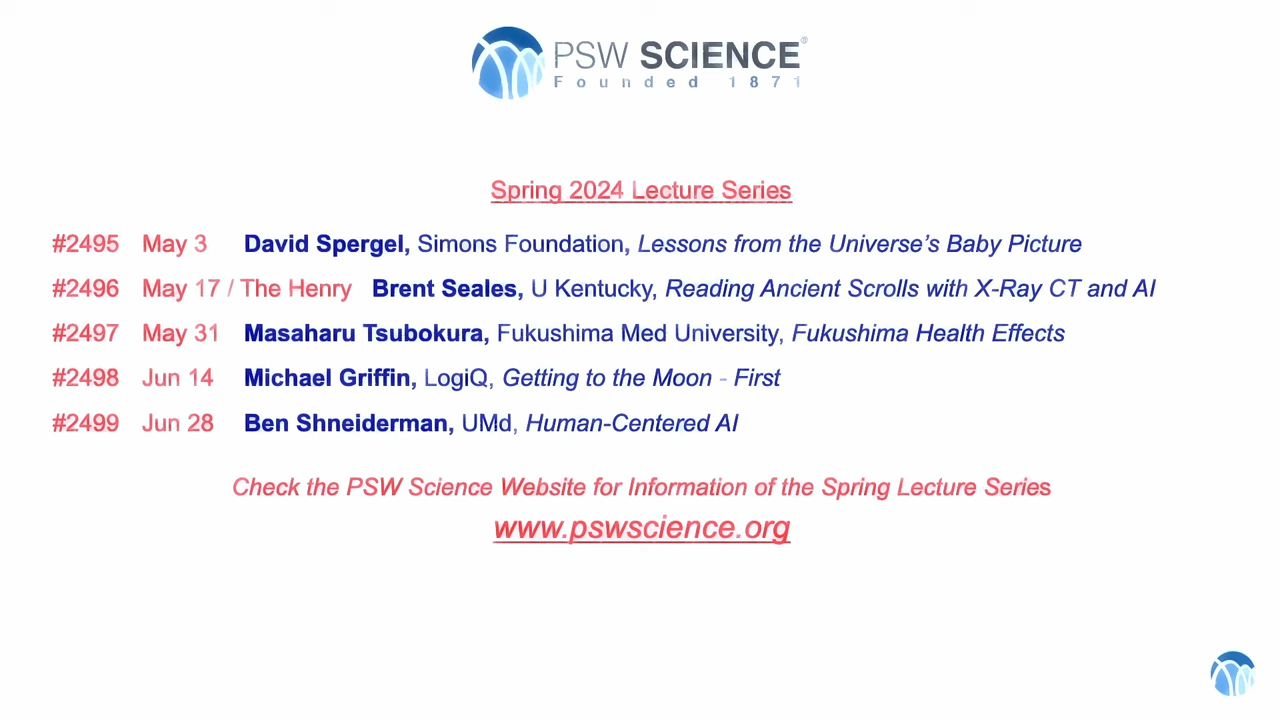 PSW SCIENCE®
Founded 1871
Spring 2024 Lecture Series
#2495 May 3 David Spergel, Simons Foundation, Lessons from the Universe's Baby Picture
#2496 May 17 / The Henry Brent Seales, U Kentucky, Reading Ancient Scrolls with X-Ray CT and AI
#2497 May 31 Masaharu Tsubokura, Fukushima Med University, Fukushima Health Effects
#2498 Jun 14 Michael Griffin, LogiQ, Getting to the Moon - First
#2499 Jun 28 Ben Shneiderman, UMd, Human-Centered AI
Check the PSW Science Website for Information of the Spring Lecture Series
www.pswscience.org